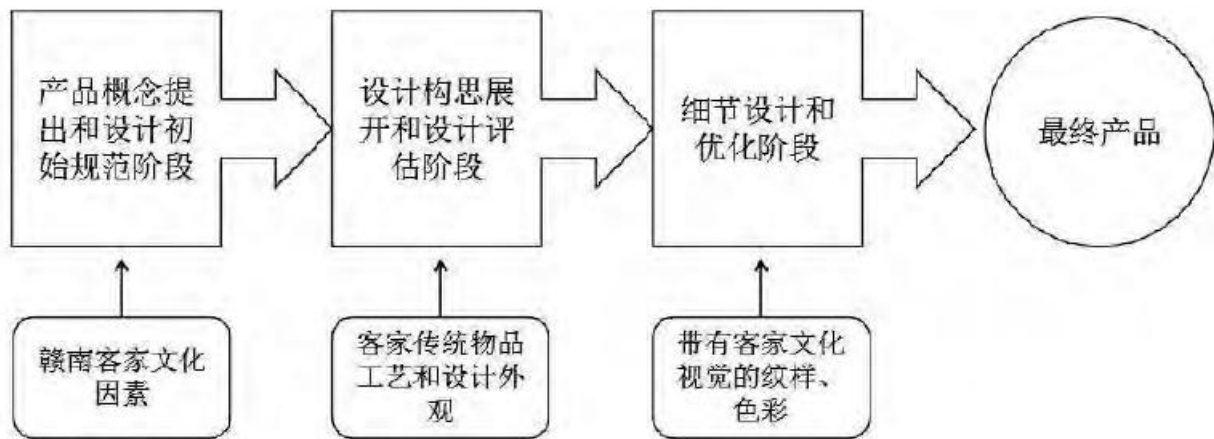 产品概念提
出和设计初
始规范阶段
设计构思展
开和设计评
估阶段
细节设计和
优化阶段
最终产品
赣南客家文化
因素
客家传统物品
工艺和设计外
观
带有客家文化
视觉的纹样、
色彩